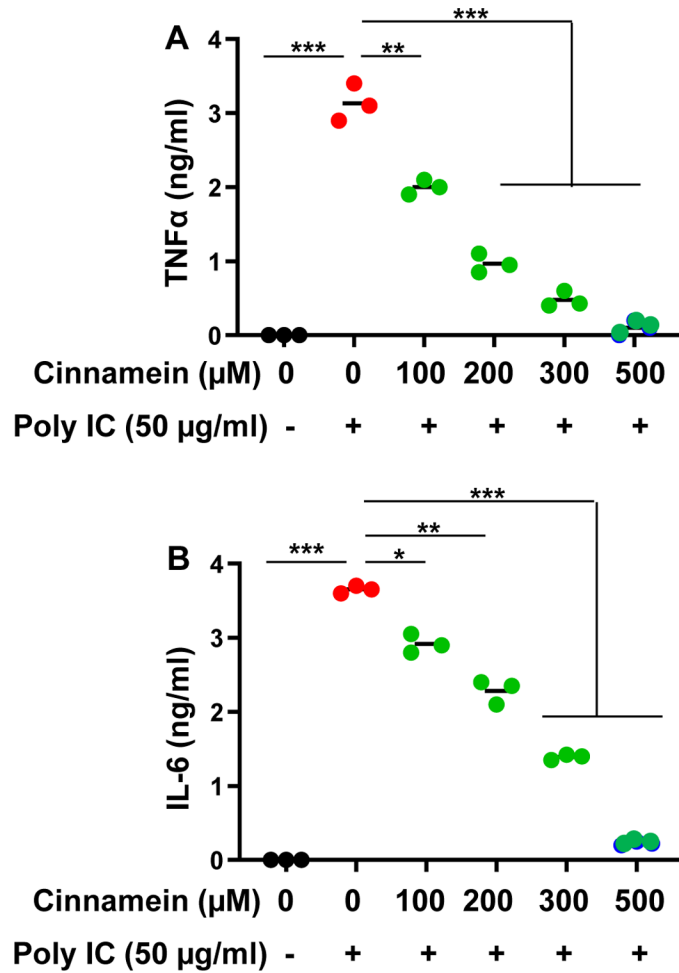 A
***
***
**
4
3
2
1
0
TNFα (ng/ml)
Cinnamein (µM) 0 0 100 200 300 500
Poly IC (50 µg/ml) - + + + + +
B
***
**
***
*
4
3
2
1
0
IL-6 (ng/ml)
Cinnamein (µM) 0 0 100 200 300 500
Poly IC (50 µg/ml) - + + + + +